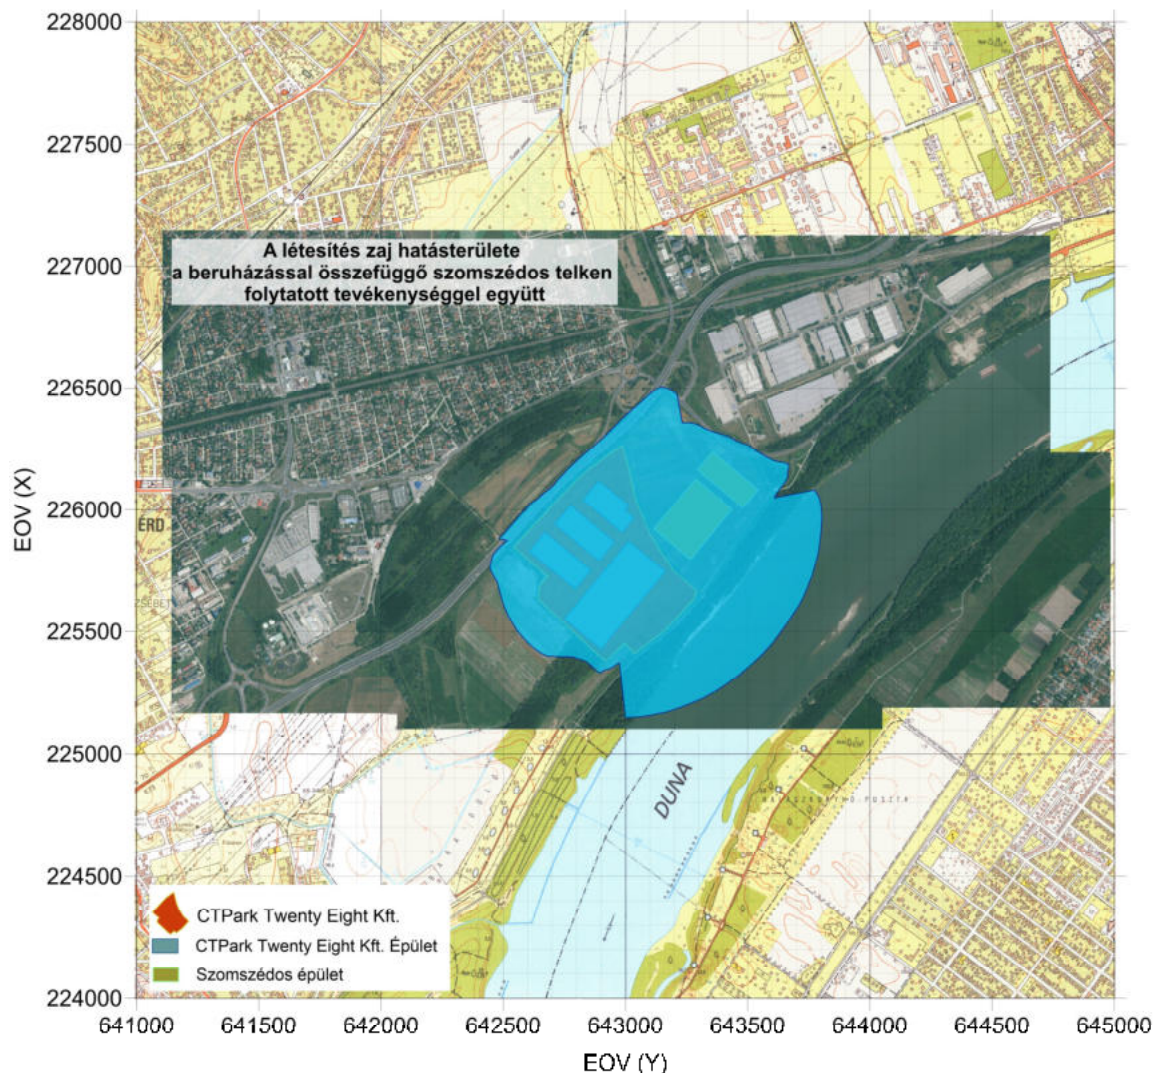 228000
227500
227000
226500
226000
225500
225000
224500
224000
EOV (X)
A létesítés zaj hatásterülete
a beruházással összefüggő szomszédos telken
folytatott tevékenységgel együtt
ÉRD
DUNA
CTPark Twenty Eight Kft.
CTPark Twenty Eight Kft. Épület
Szomszédos épület
641000 641500 642000 642500 643000 643500 644000 644500 645000
EOV (Y)